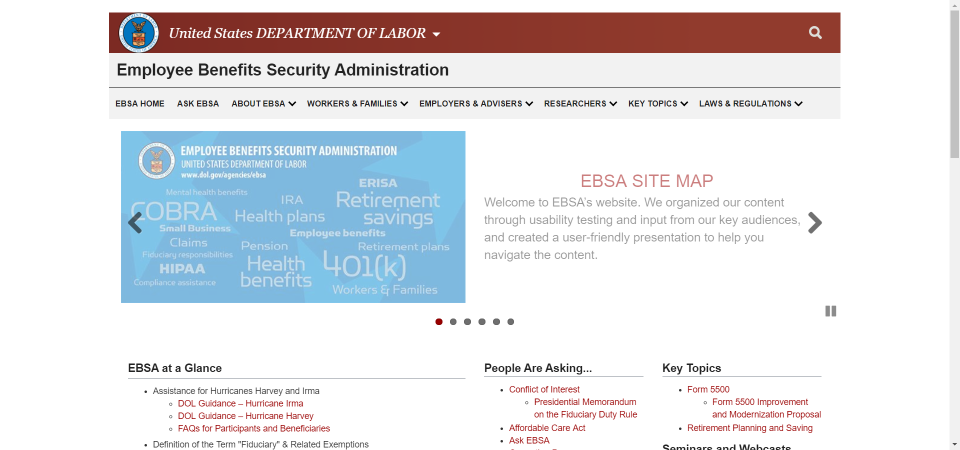 United States DEPARTMENT OF LABOR
Employee Benefits Security Administration
EBSA HOME ASK EBSA ABOUT EBSA WORKERS & FAMILIES EMPLOYERS & ADVISERS RESEARCHERS KEY TOPICS LAWS & REGULATIONS
EMPLOYEE BENEFITS SECURITY ADMINISTRATION
UNITED STATES DEPARTMENT OF LABOR
www.dol.gov/agencies/ebsa
ERISA
Mental health benefits
IRA
Retirement savings
COBRA
Health plans
Small Business
Employee benefits
Claims
Pension
Retirement plans
Fiduciary responsibilities
Health benefits
401(k)
HIPAA
Compliance assistance
Workers & Families
EBSA SITE MAP
Welcome to EBSA's website. We organized our content
through usability testing and input from our key audiences,
and created a user-friendly presentation to help you
navigate the content.
EBSA at a Glance
Assistance for Hurricanes Harvey and Irma
DOL Guidance – Hurricane Irma
DOL Guidance – Hurricane Harvey
FAQs for Participants and Beneficiaries
Definition of the Term "Fiduciary" & Related Exemptions
People Are Asking...
Conflict of Interest
Presidential Memorandum
on the Fiduciary Duty Rule
Affordable Care Act
Ask EBSA
Key Topics
Form 5500
Form 5500 Improvement
and Modernization Proposal
Retirement Planning and Saving
Seminars and Webcasts